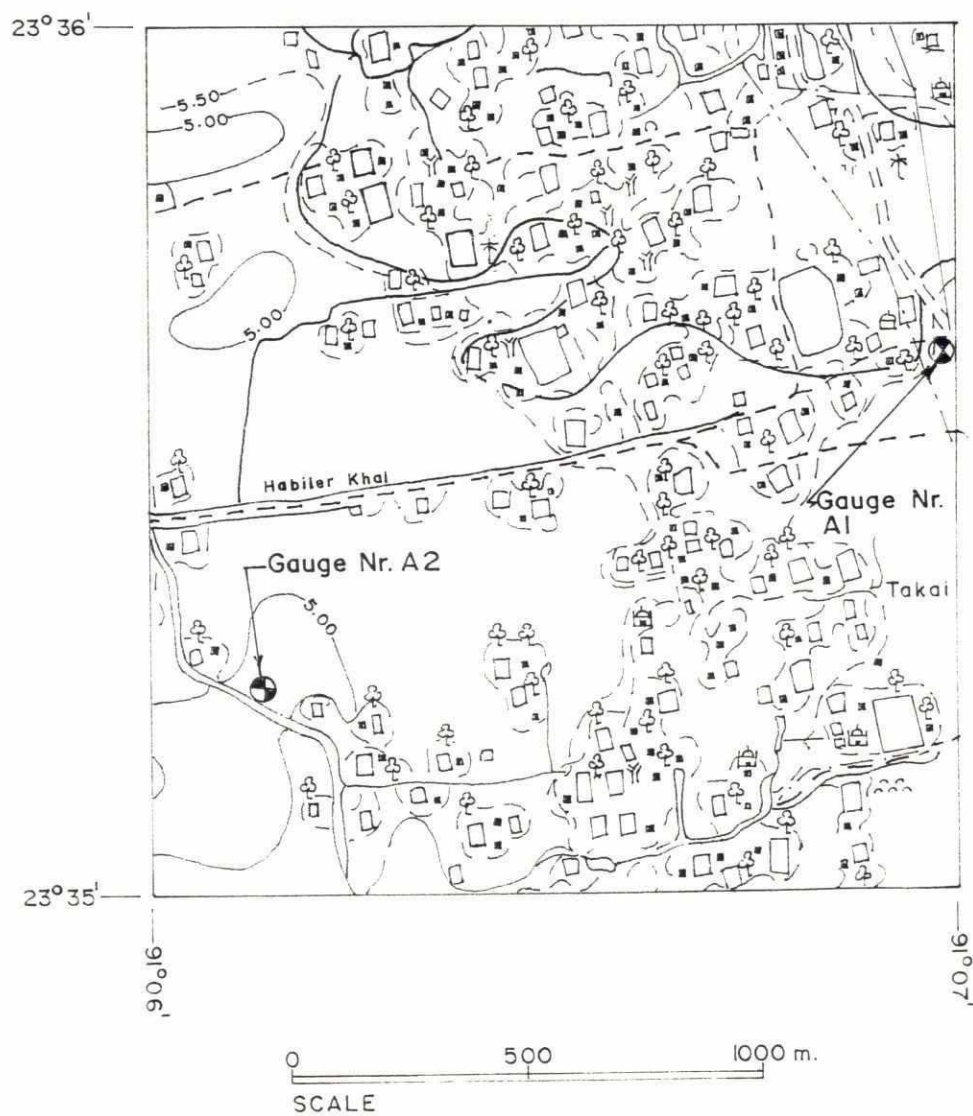 23° 36'
5.50
5.00
5.00
Habiler Khal
Gauge Nr. A1
Gauge Nr. A2
5.00
Takai
23° 35'
90°16'
16°07'
0 500 1000 m.
SCALE